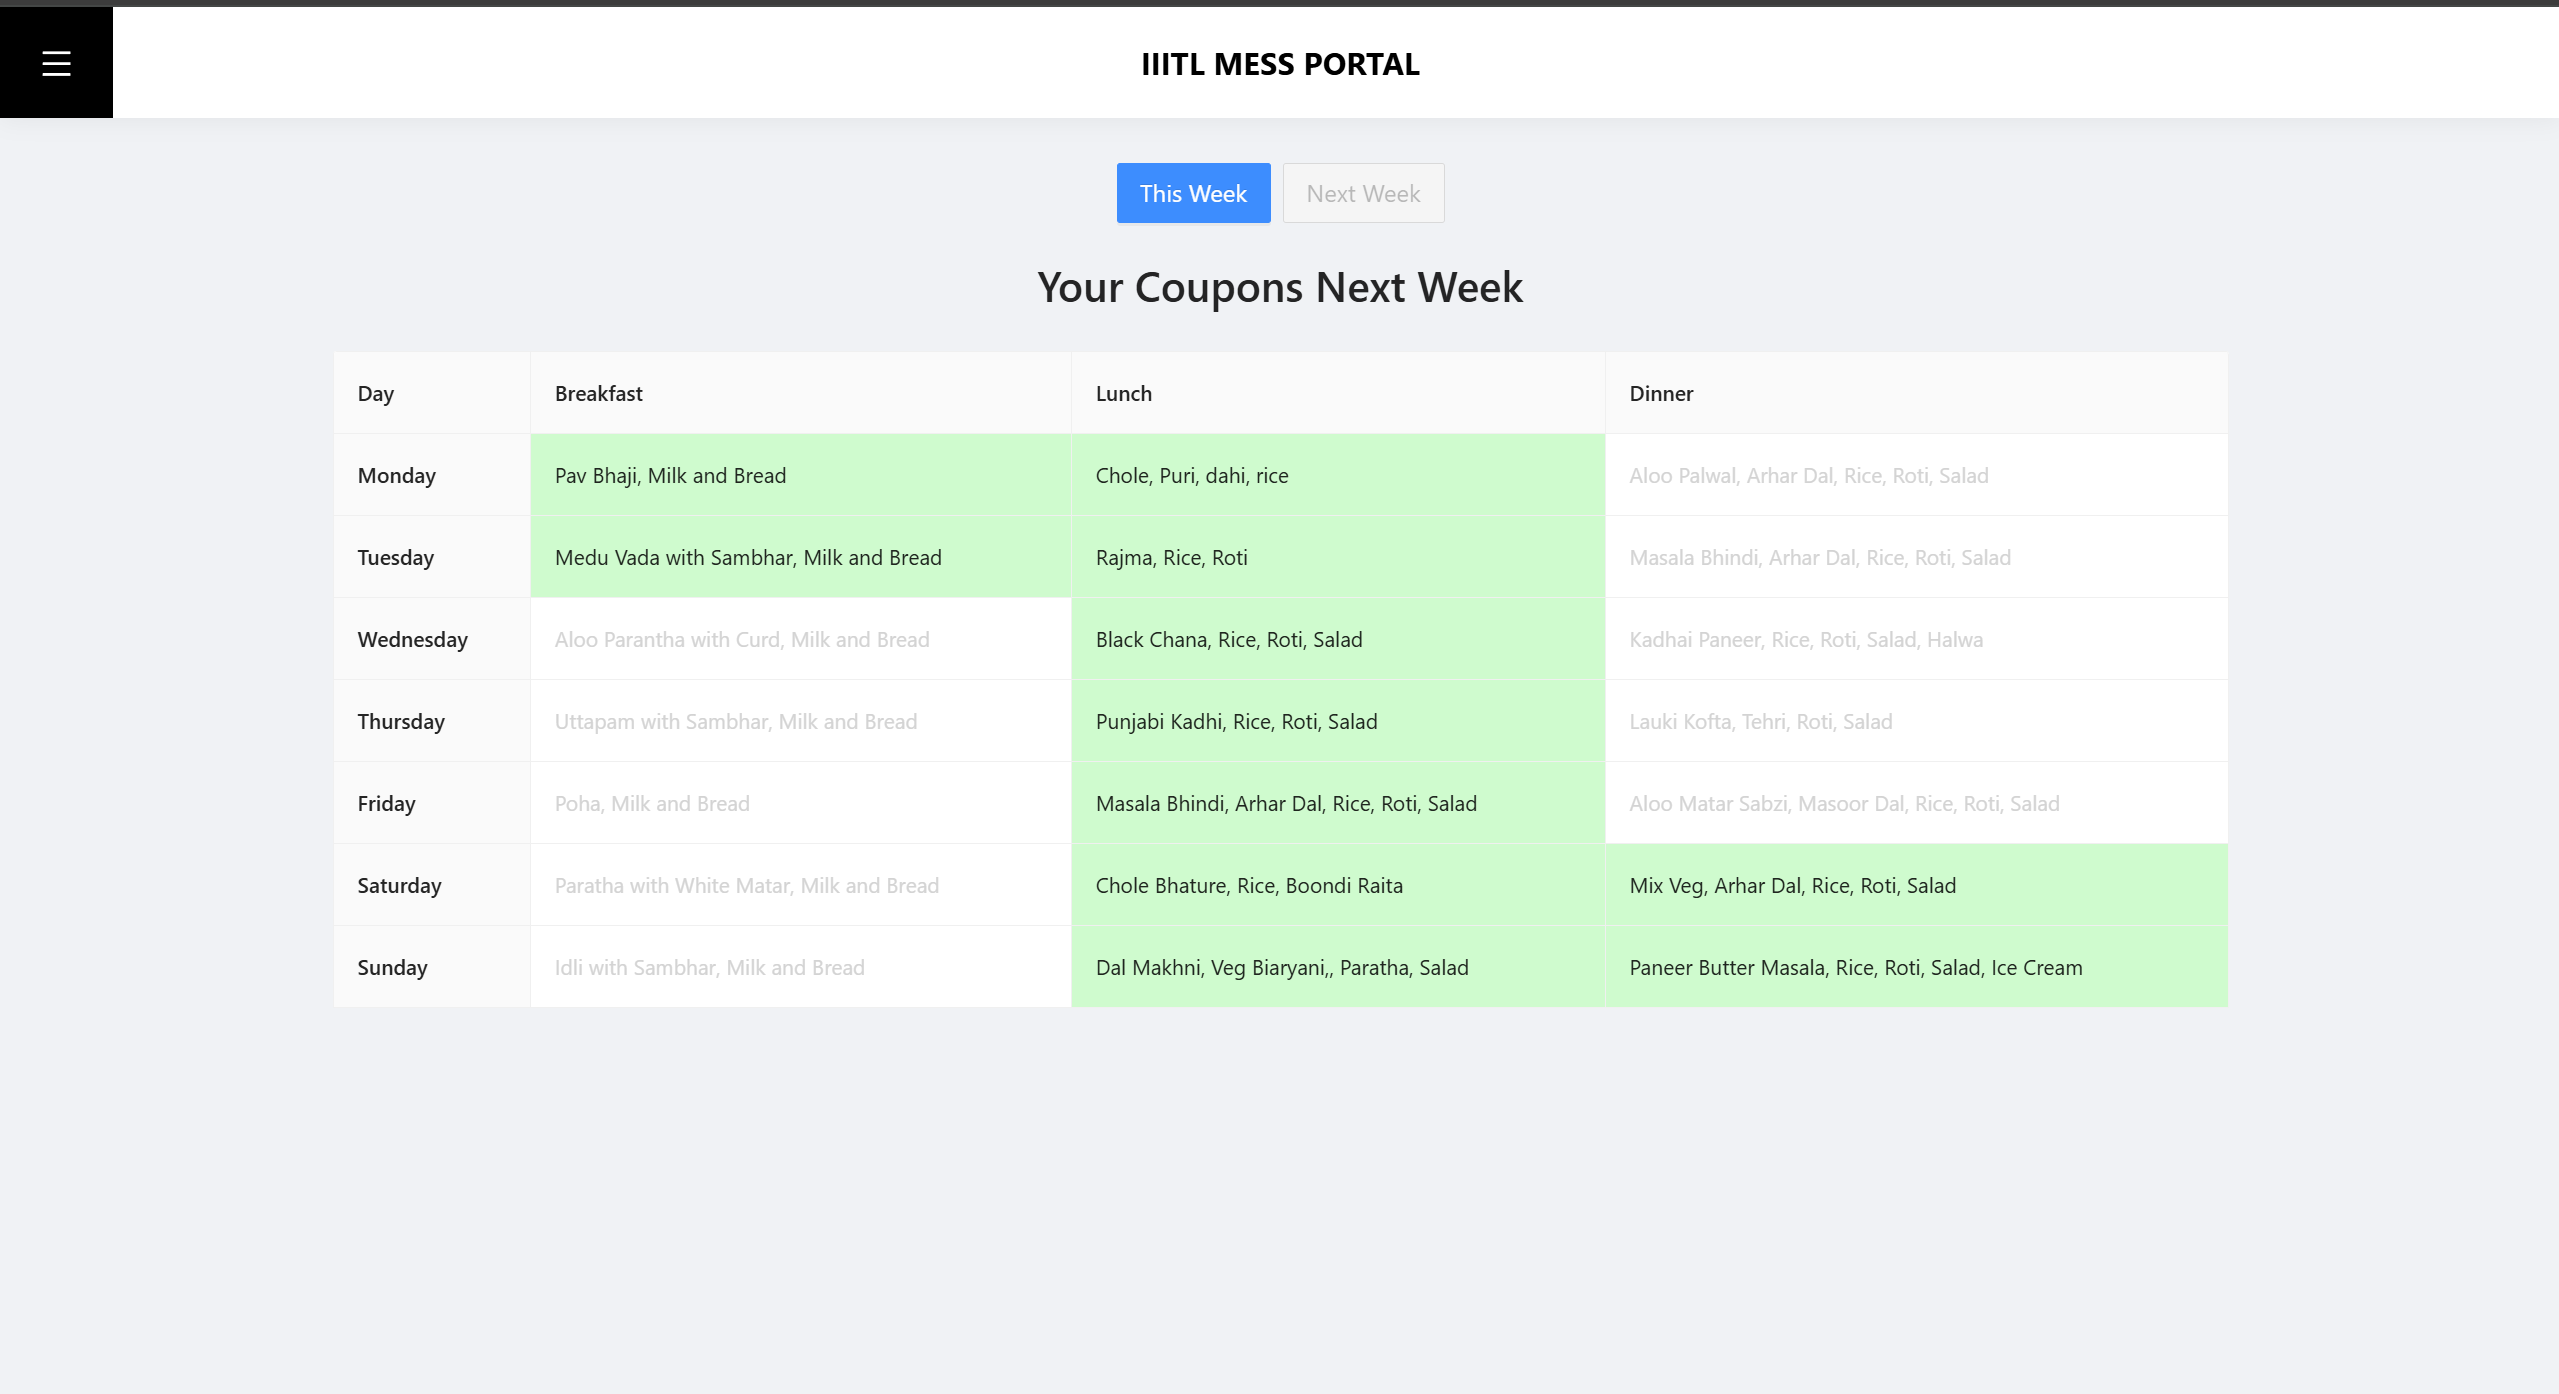 IIITL MESS PORTAL
This Week Next Week
Your Coupons Next Week
Day Breakfast Lunch Dinner
Monday Pav Bhaji, Milk and Bread Chole, Puri, dahi, rice Aloo Palwal, Arhar Dal, Rice, Roti, Salad
Tuesday Medu Vada with Sambhar, Milk and Bread Rajma, Rice, Roti Masala Bhindi, Arhar Dal, Rice, Roti, Salad
Wednesday Aloo Parantha with Curd, Milk and Bread Black Chana, Rice, Roti, Salad Kadhai Paneer, Rice, Roti, Salad, Halwa
Thursday Uttapam with Sambhar, Milk and Bread Punjabi Kadhi, Rice, Roti, Salad Lauki Kofta, Tehri, Roti, Salad
Friday Poha, Milk and Bread Masala Bhindi, Arhar Dal, Rice, Roti, Salad Aloo Matar Sabzi, Masoor Dal, Rice, Roti, Salad
Saturday Paratha with White Matar, Milk and Bread Chole Bhature, Rice, Boondi Raita Mix Veg, Arhar Dal, Rice, Roti, Salad
Sunday Idli with Sambhar, Milk and Bread Dal Makhni, Veg Biaryani,, Paratha, Salad Paneer Butter Masala, Rice, Roti, Salad, Ice Cream